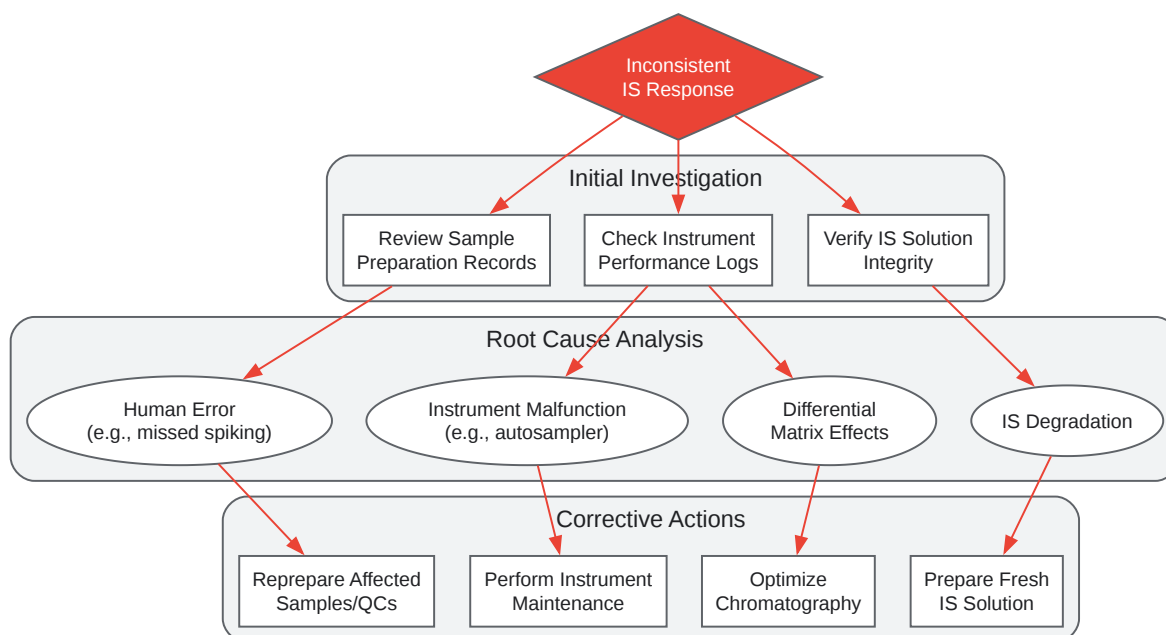 Inconsistent
IS Response
Initial Investigation
Review Sample
Preparation Records
Check Instrument
Performance Logs
Verify IS Solution
Integrity
Root Cause Analysis
Human Error
(e.g., missed spiking)
Instrument Malfunction
(e.g., autosampler)
Differential
Matrix Effects
IS Degradation
Corrective Actions
Reprepare Affected
Samples/QCs
Perform Instrument
Maintenance
Optimize
Chromatography
Prepare Fresh
IS Solution